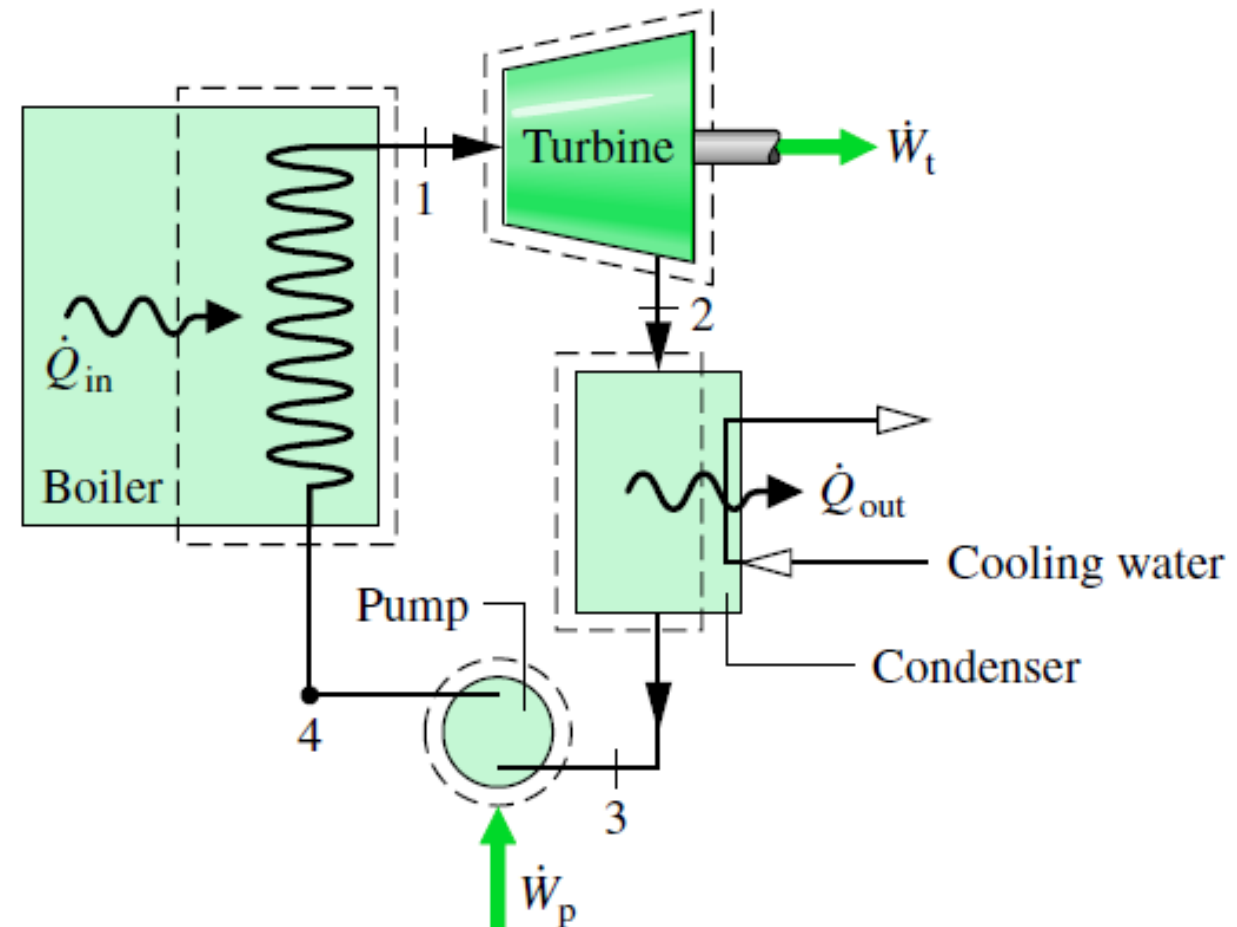 Turbine
Ẇt
1
2
Q̇in
Boiler
Q̇out
Cooling water
Pump
Condenser
4
3
Ẇp